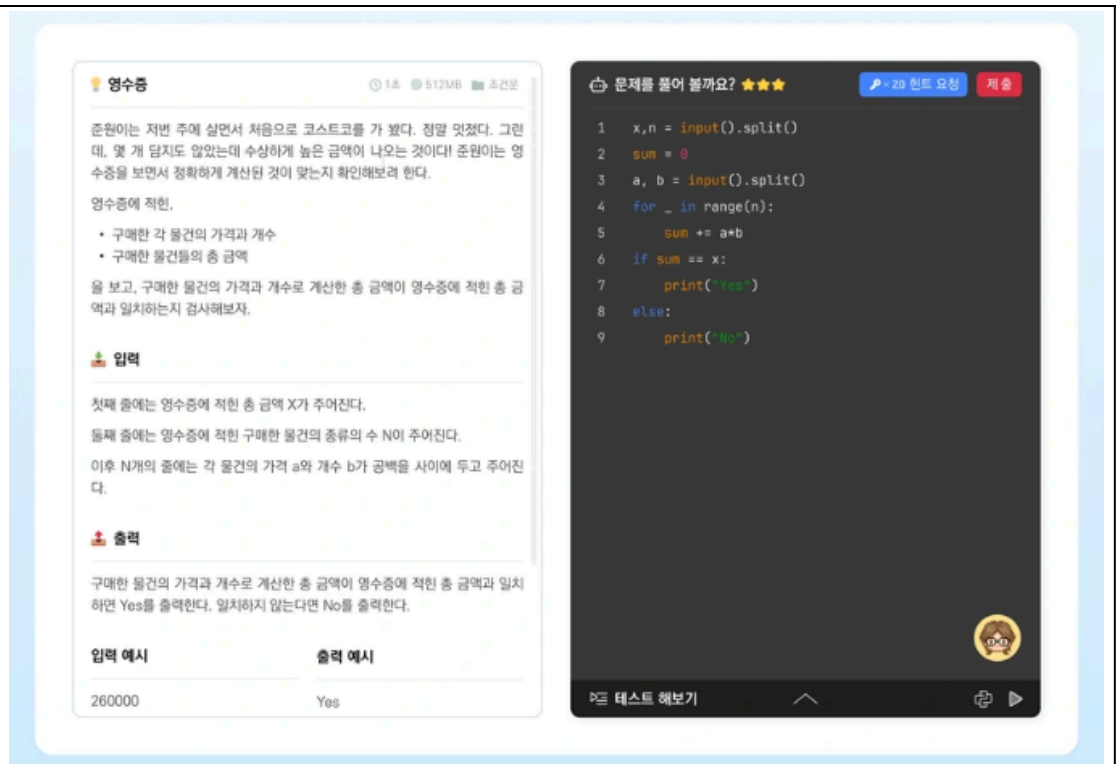 영수증
1초 512MB 조건문
준원이는 저번 주에 살면서 처음으로 코스트코를 가 봤다. 정말 멋졌다. 그런
데, 몇 개 담지도 않았는데 수상하게 높은 금액이 나오는 것이다! 준원이는 영
수증을 보면서 정확하게 계산된 것이 맞는지 확인해보려 한다.
영수증에 적힌,
• 구매한 각 물건의 가격과 개수
• 구매한 물건들의 총 금액
을 보고, 구매한 물건의 가격과 개수로 계산한 총 금액이 영수증에 적힌 총 금
액과 일치하는지 검사해보자.
입력
첫째 줄에는 영수증에 적힌 총 금액 X가 주어진다.
둘째 줄에는 영수증에 적힌 구매한 물건의 종류의 수 N이 주어진다.
이후 N개의 줄에는 각 물건의 가격 a와 개수 b가 공백을 사이에 두고 주어진
다.
출력
구매한 물건의 가격과 개수로 계산한 총 금액이 영수증에 적힌 총 금액과 일치
하면 Yes를 출력한다. 일치하지 않는다면 No를 출력한다.
입력 예시 출력 예시
260000 Yes
문제를 풀어 볼까요? × 20 힌트 요청 제출
1 x,n = input().split()
2 sum = 0
3 a, b = input().split()
4 for _ in range(n):
5 sum += a*b
6 if sum == x:
7 print("Yes")
8 else:
9 print("No")
테스트 해보기